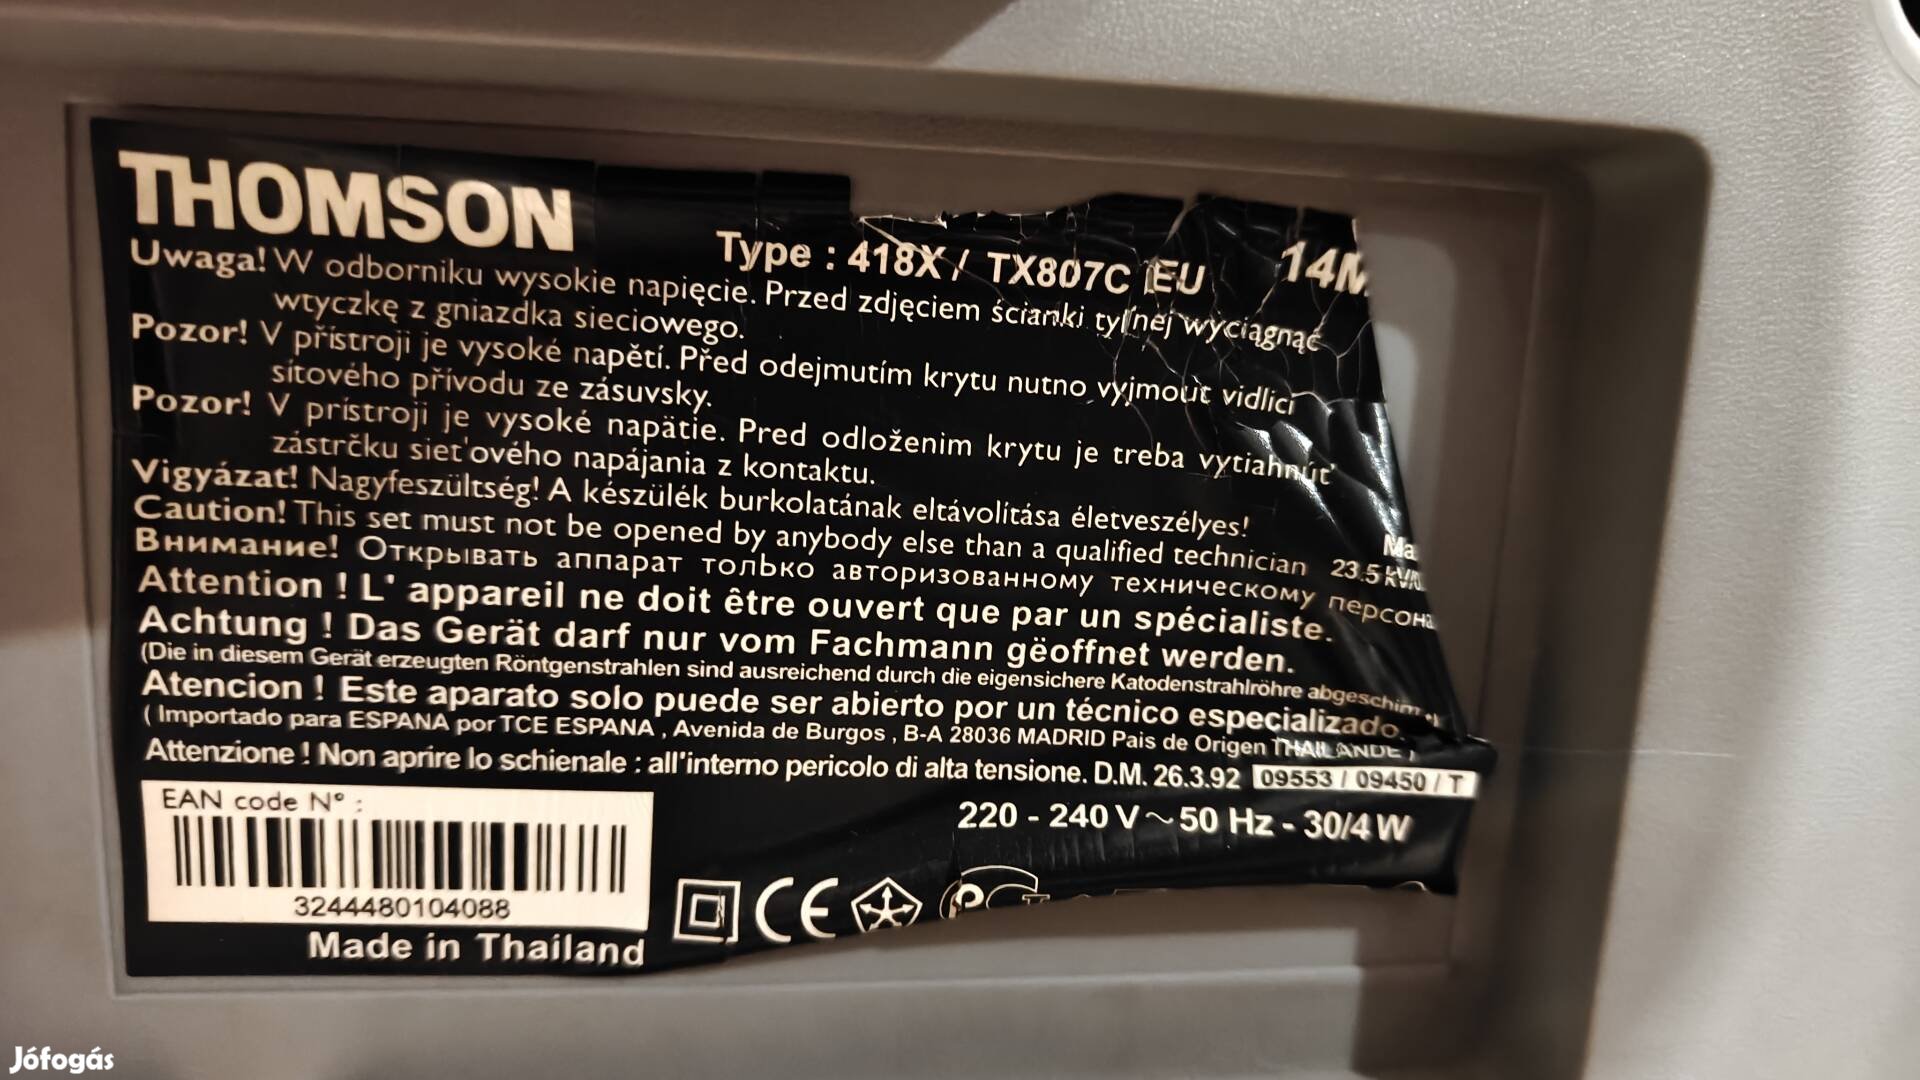 THOMSON
Type : 418X / TX807C EU
Uwaga! W odborniku wysokie napięcie. Przed zdjęciem ścianki tylnej wyciągnąć
wtyczkę z gniazdka sieciowego.
Pozor! V přístroji je vysoké napětí. Před odejmutím krytu nutno vyjmout vidlici
sítového přívodu ze zásuvsky.
Pozor! V prístroji je vysoké napätie. Pred odloženim krytu je treba vytiahnúť
zástrčku sieťového napájania z kontaktu.
Vigyázat! Nagyfeszültség! A készülék burkolatának eltávolítása életveszélyes!
Caution! This set must not be opened by anybody else than a qualified technician 23.5
Внимание! Открывать аппарат только авторизованному техническому
Attention ! L' appareil ne doit être ouvert que par un spécialiste.
Achtung ! Das Gerät darf nur vom Fachmann gëoffnet werden.
(Die in diesem Gerät erzeugten Röntgenstrahlen sind ausreichend durch die eigensichere Katodenstrahlröhre
Atencion ! Este aparato solo puede ser abierto por un técnico especializado.
( Importado para ESPANA por TCE ESPANA , Avenida de Burgos , B-A 28036 MADRID Pais de Origen THAILANDE )
Attenzione ! Non aprire lo schienale : all'interno pericolo di alta tensione. D.M. 26.3.92 09553 / 09450 / T
220 - 240 V ~ 50 Hz - 30/4 W
EAN code N° :
3244480104088
CE
Made in Thailand
Jófogás